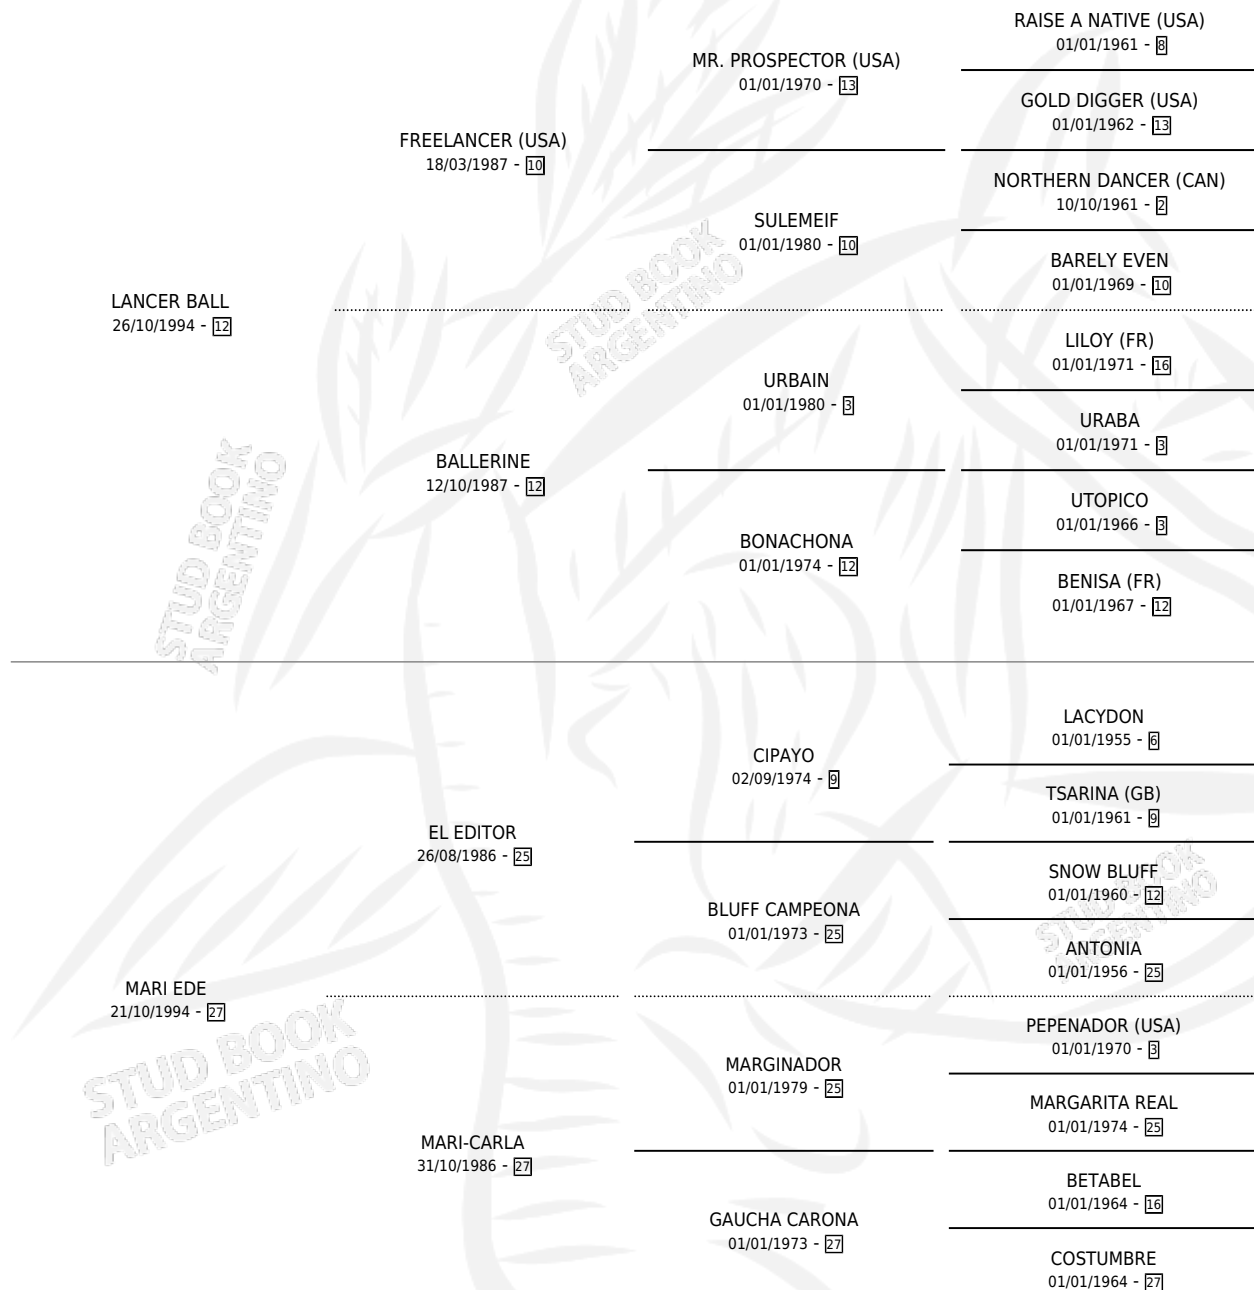 RAISE A NATIVE (USA)
01/01/1961 - 8
MR. PROSPECTOR (USA)
01/01/1970 - 13
GOLD DIGGER (USA)
01/01/1962 - 13
FREELANCER (USA)
18/03/1987 - 10
NORTHERN DANCER (CAN)
10/10/1961 - 2
SULEMEIF
01/01/1980 - 10
BARELY EVEN
01/01/1969 - 10
LANCER BALL
26/10/1994 - 12
LILOY (FR)
01/01/1971 - 16
URBAIN
01/01/1980 - 3
URABA
01/01/1971 - 3
BALLERINE
12/10/1987 - 12
UTOPICO
01/01/1966 - 3
BONACHONA
01/01/1974 - 12
BENISA (FR)
01/01/1967 - 12
LACYDON
01/01/1955 - 6
CIPAYO
02/09/1974 - 9
TSARINA (GB)
01/01/1961 - 9
EL EDITOR
26/08/1986 - 25
SNOW BLUFF
01/01/1960 - 12
BLUFF CAMPEONA
01/01/1973 - 25
ANTONIA
01/01/1956 - 25
MARI EDE
21/10/1994 - 27
PEPENADOR (USA)
01/01/1970 - 3
MARGINADOR
01/01/1979 - 25
MARGARITA REAL
01/01/1974 - 25
MARI-CARLA
31/10/1986 - 27
BETABEL
01/01/1964 - 16
GAUCHA CARONA
01/01/1973 - 27
COSTUMBRE
01/01/1964 - 27
STUD BOOK
ARGENTINO
STUD BOOK
ARGENTINO
STUD BOOK
ARGENTINO
STUD BOOK
ARGENTINO